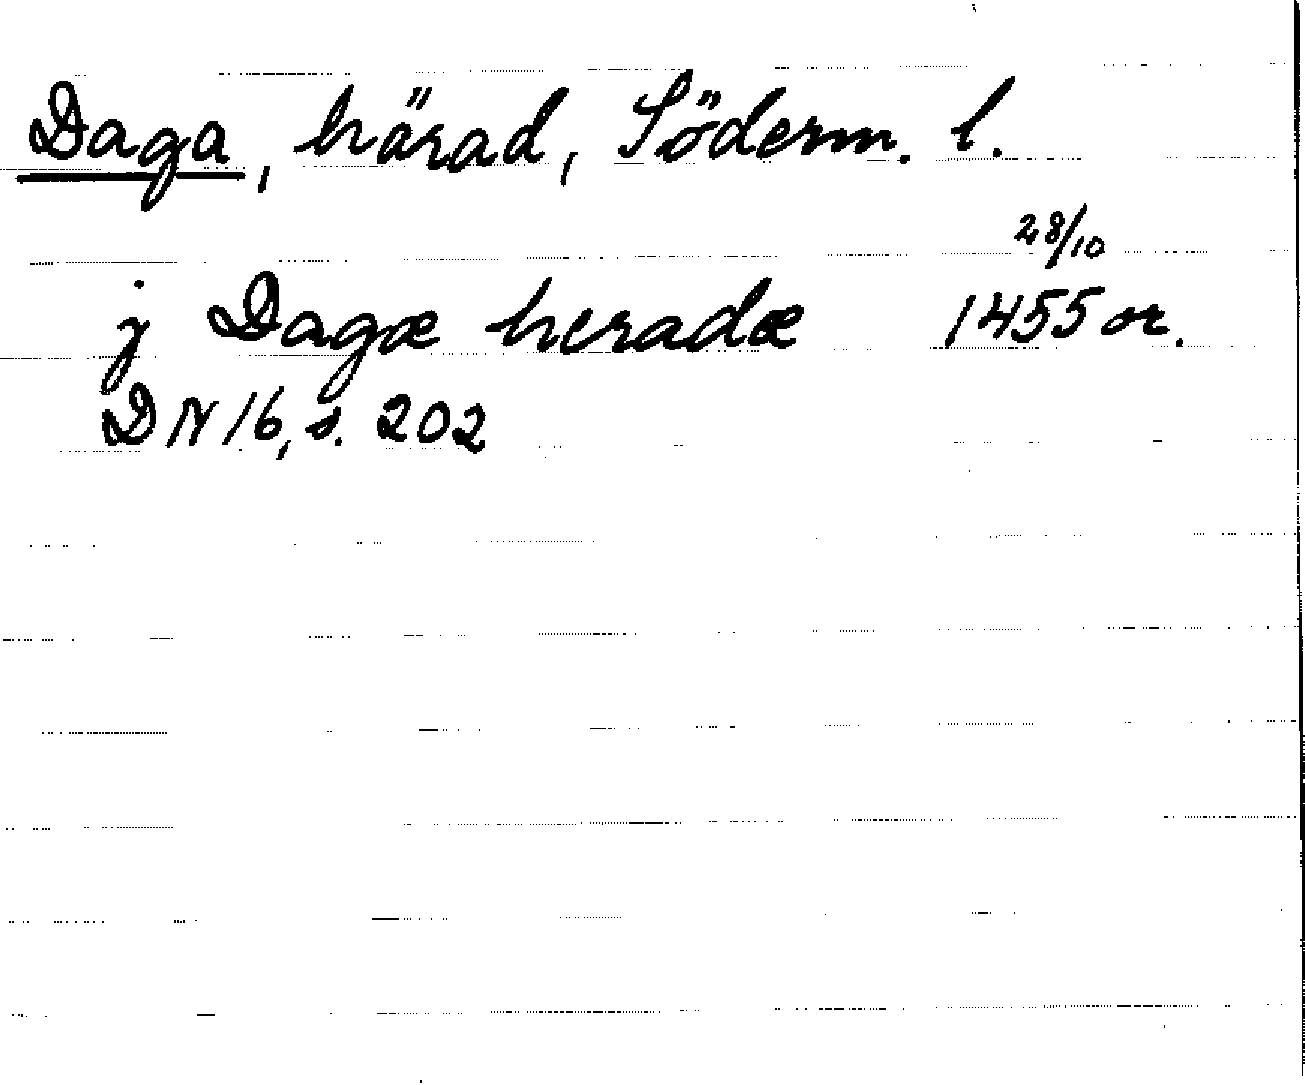 Daga, härad, Söderm. l.
28/10
j Dagæ heradæ 1455 or.
DN 16, s. 202